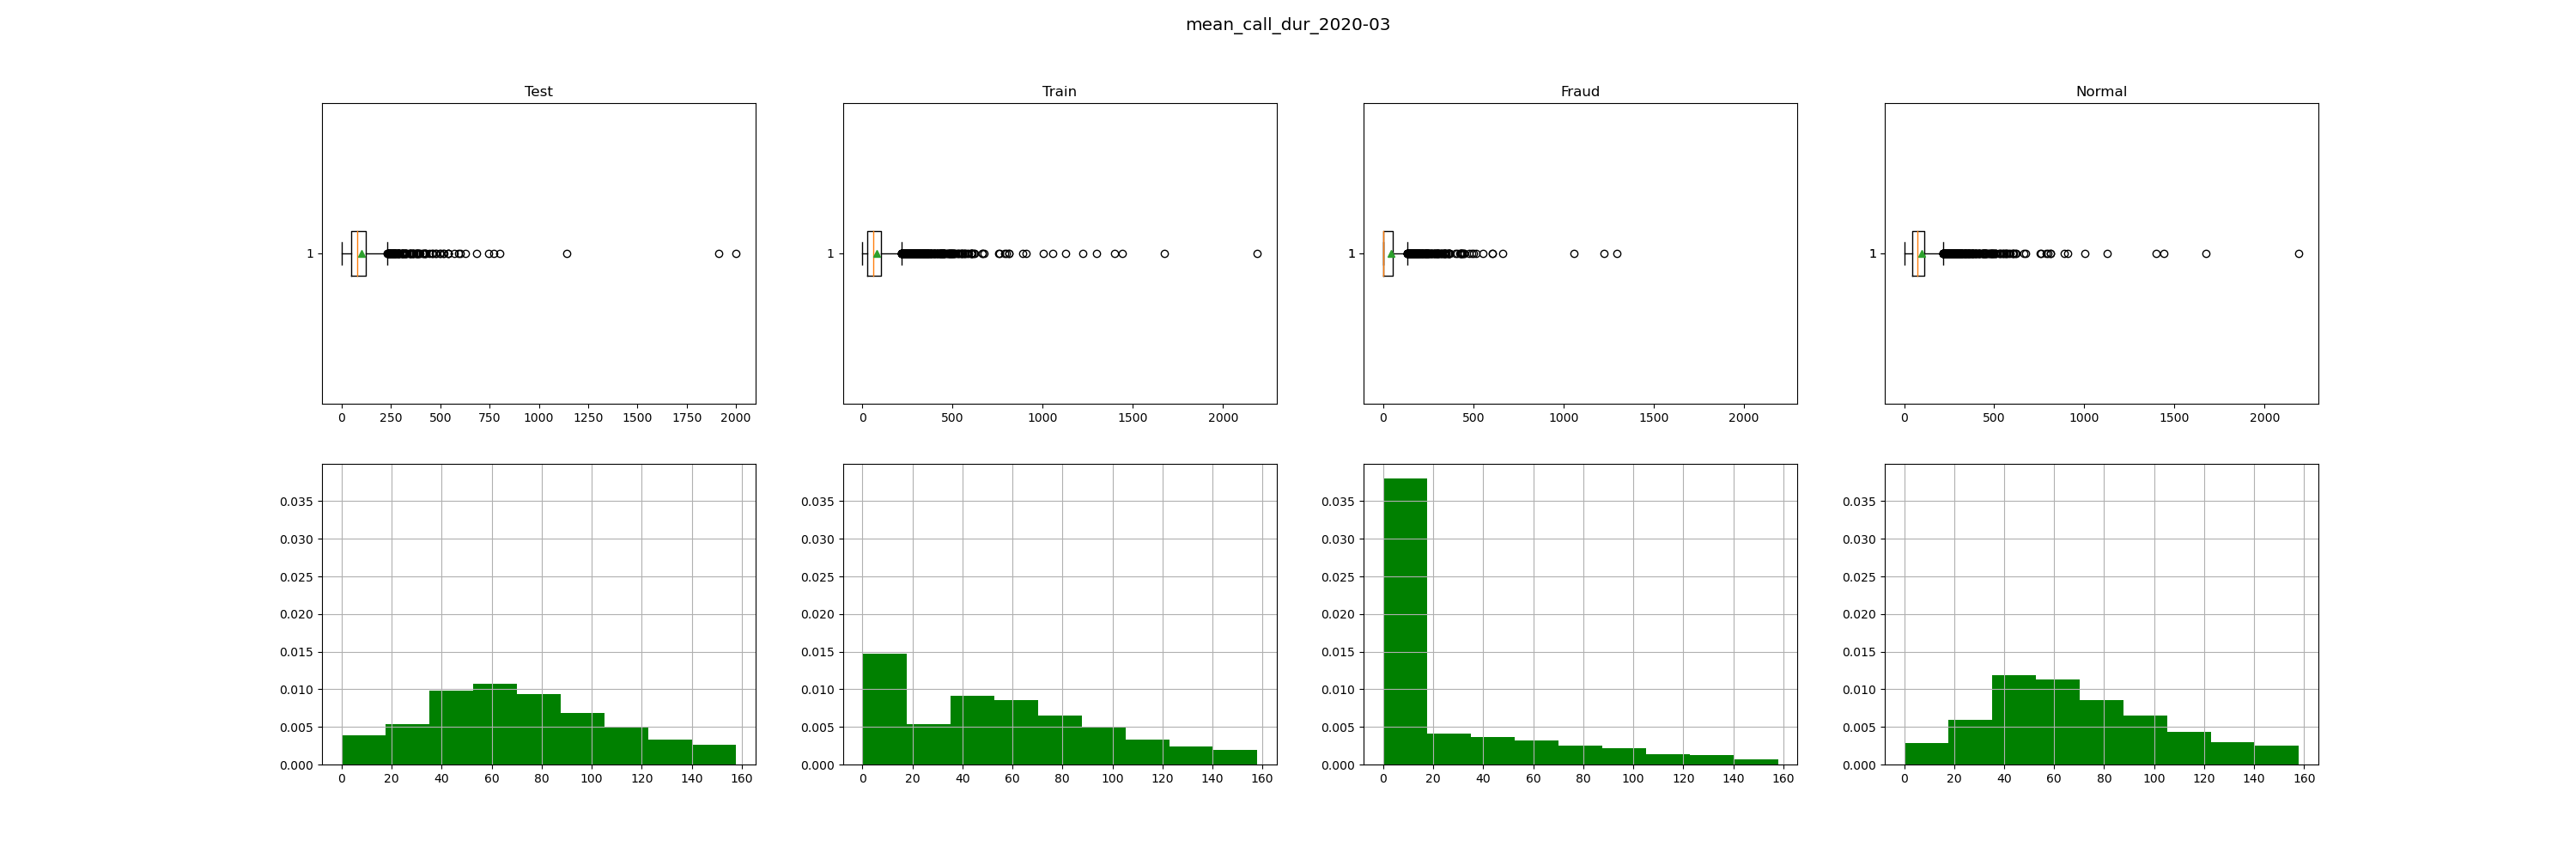 mean_call_dur_2020-03
Test Train Fraud Normal
1 1 1 1
0 250 500 750 1000 1250 1500 1750 2000 0 500 1000 1500 2000 0 500 1000 1500 2000 0 500 1000 1500 2000
0.035 0.035 0.035 0.035
0.030 0.030 0.030 0.030
0.025 0.025 0.025 0.025
0.020 0.020 0.020 0.020
0.015 0.015 0.015 0.015
0.010 0.010 0.010 0.010
0.005 0.005 0.005 0.005
0.000 0.000 0.000 0.000
0 20 40 60 80 100 120 140 160 0 20 40 60 80 100 120 140 160 0 20 40 60 80 100 120 140 160 0 20 40 60 80 100 120 140 160